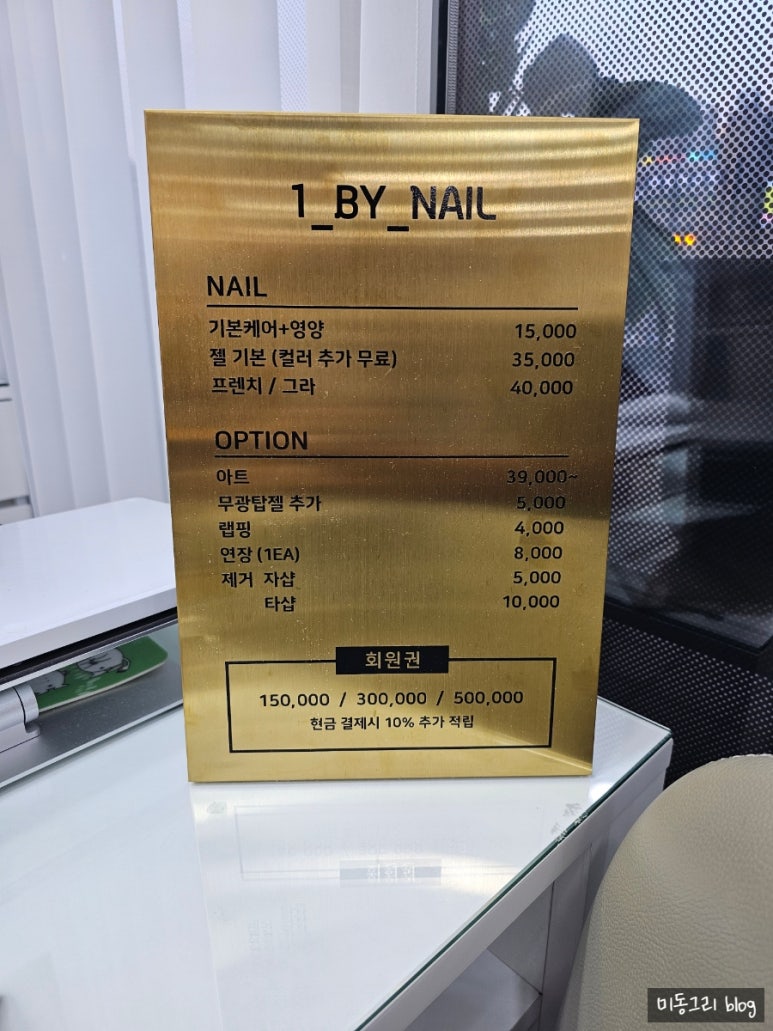 1_BY_NAIL
NAIL
기본케어+영양 15,000
젤 기본 (컬러 추가 무료) 35,000
프렌치 / 그라 40,000
OPTION
아트 39,000~
무광탑젤 추가 5,000
랩핑 4,000
연장 (1EA) 8,000
제거 자샵 5,000
타샵 10,000
회원권
150,000 / 300,000 / 500,000
현금 결제시 10% 추가 적립
미동그리 blog